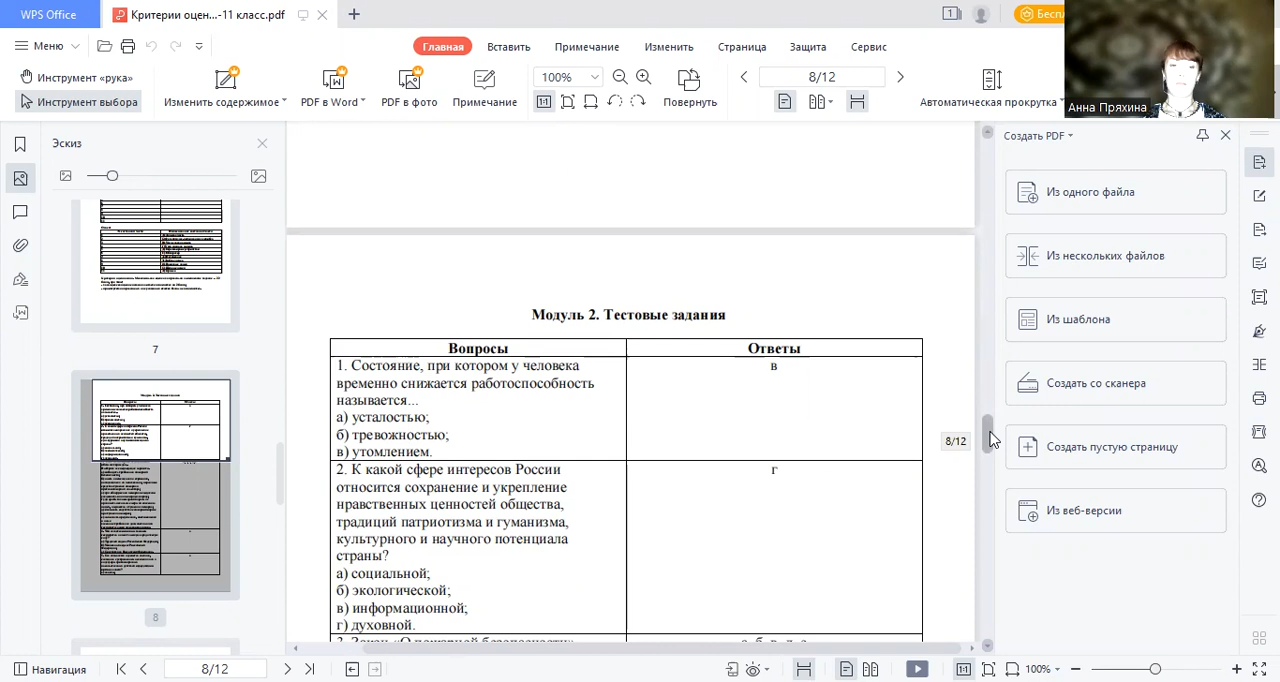 WPS Office
Критерии оцен...-11 класс.pdf
1
Беспл
Меню
Главная
Вставить
Примечание
Изменить
Страница
Защита
Сервис
Инструмент «рука»
Инструмент выбора
Изменить содержимое
PDF в Word
PDF в фото
Примечание
100%
Повернуть
8/12
Автоматическая прокрутка
Анна Пряхина
Эскиз
7
8
Модуль 2. Тестовые задания
Вопросы
Ответы
1. Состояние, при котором у человека
временно снижается работоспособность
называется...
а) усталостью;
б) тревожностью;
в) утомлением.
в
2. К какой сфере интересов России
относится сохранение и укрепление
нравственных ценностей общества,
традиций патриотизма и гуманизма,
культурного и научного потенциала
страны?
а) социальной;
б) экологической;
в) информационной;
г) духовной.
г
8/12
Создать PDF
Из одного файла
Из нескольких файлов
Из шаблона
Создать со сканера
Создать пустую страницу
Из веб-версии
Навигация
8/12
100%